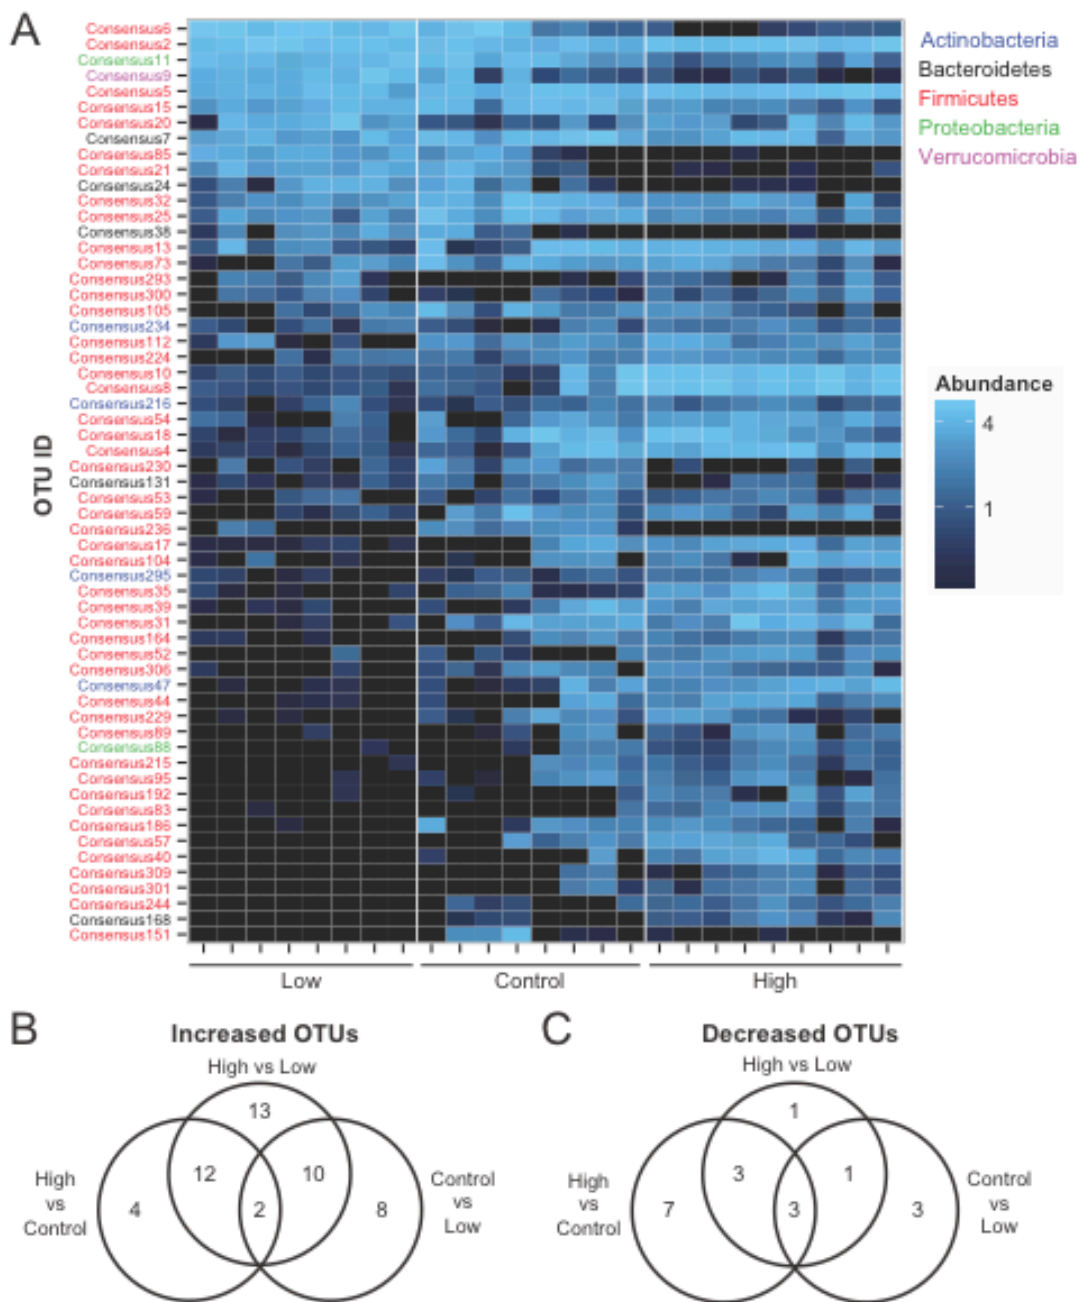 A
Consensus6
Consensus2
Consensus11
Consensus9
Consensus5
Consensus15
Consensus20
Consensus7
Consensus85
Consensus21
Consensus24
Consensus32
Consensus25
Consensus38
Consensus13
Consensus73
Consensus293
Consensus300
Consensus105
Consensus234
Consensus112
Consensus224
Consensus10
Consensus8
Consensus216
Consensus54
Consensus18
Consensus4
Consensus230
Consensus131
Consensus53
Consensus59
Consensus236
Consensus17
Consensus104
Consensus295
Consensus35
Consensus39
Consensus31
Consensus164
Consensus52
Consensus306
Consensus47
Consensus44
Consensus229
Consensus89
Consensus88
Consensus215
Consensus95
Consensus192
Consensus83
Consensus186
Consensus57
Consensus40
Consensus309
Consensus301
Consensus244
Consensus168
Consensus151
OTU ID
Low Control High
Actinobacteria
Bacteroidetes
Firmicutes
Proteobacteria
Verrucomicrobia
Abundance
4
1
B
Increased OTUs
High vs Low
13
12
10
High
vs
Control
4
2
8
Control
vs
Low
C
Decreased OTUs
High vs Low
1
3
1
High
vs
Control
7
3
3
Control
vs
Low